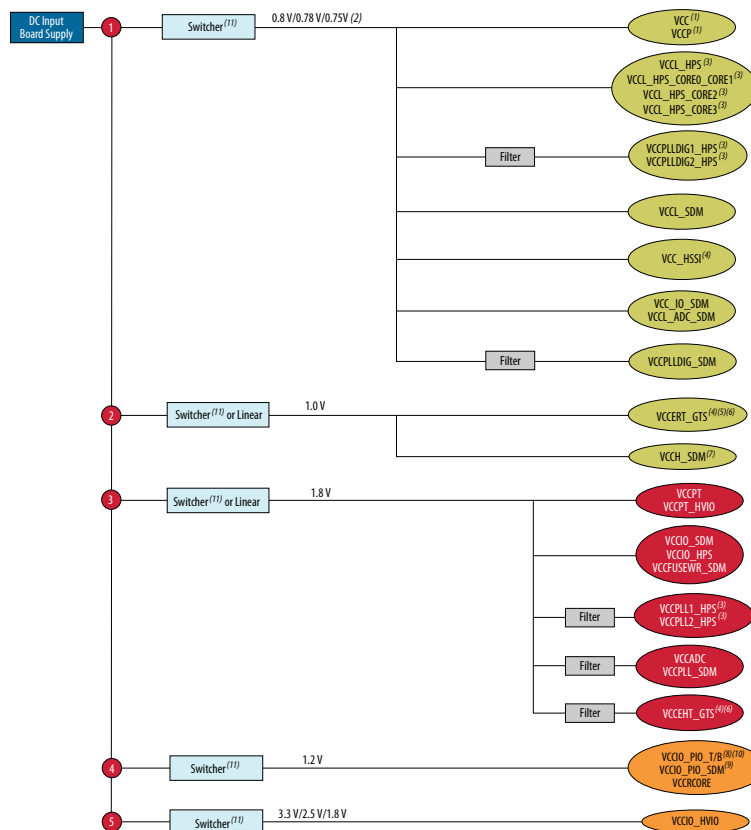 DC Input
Board Supply
1
Switcher(11)
0.8 V/0.78 V/0.75V (2)
VCC (1)
VCCP (1)
VCCL_HPS (3)
VCCL_HPS_CORE0_CORE1 (3)
VCCL_HPS_CORE2 (3)
VCCL_HPS_CORE3 (3)
Filter
VCCPLLDIG1_HPS (3)
VCCPLLDIG2_HPS (3)
VCCL_SDM
VCC_HSSI (4)
VCC_IO_SDM
VCCL_ADC_SDM
Filter
VCCPLLDIG_SDM
2
Switcher(11) or Linear
1.0 V
VCCERT_GTS (4)(5)(6)
VCCH_SDM (7)
3
Switcher(11) or Linear
1.8 V
VCCPT
VCCPT_HVIO
VCCIO_SDM
VCCIO_HPS
VCCFUSEWR_SDM
Filter
VCCPLL1_HPS (3)
VCCPLL2_HPS (3)
Filter
VCCADC
VCCPLL_SDM
Filter
VCCEHT_GTS (4)(6)
4
Switcher(11)
1.2 V
VCCIO_PIO_T/B (8)(10)
VCCIO_PIO_SDM (9)
VCCRCORE
5
Switcher(11)
3.3 V/2.5 V/1.8 V
VCCIO_HVIO